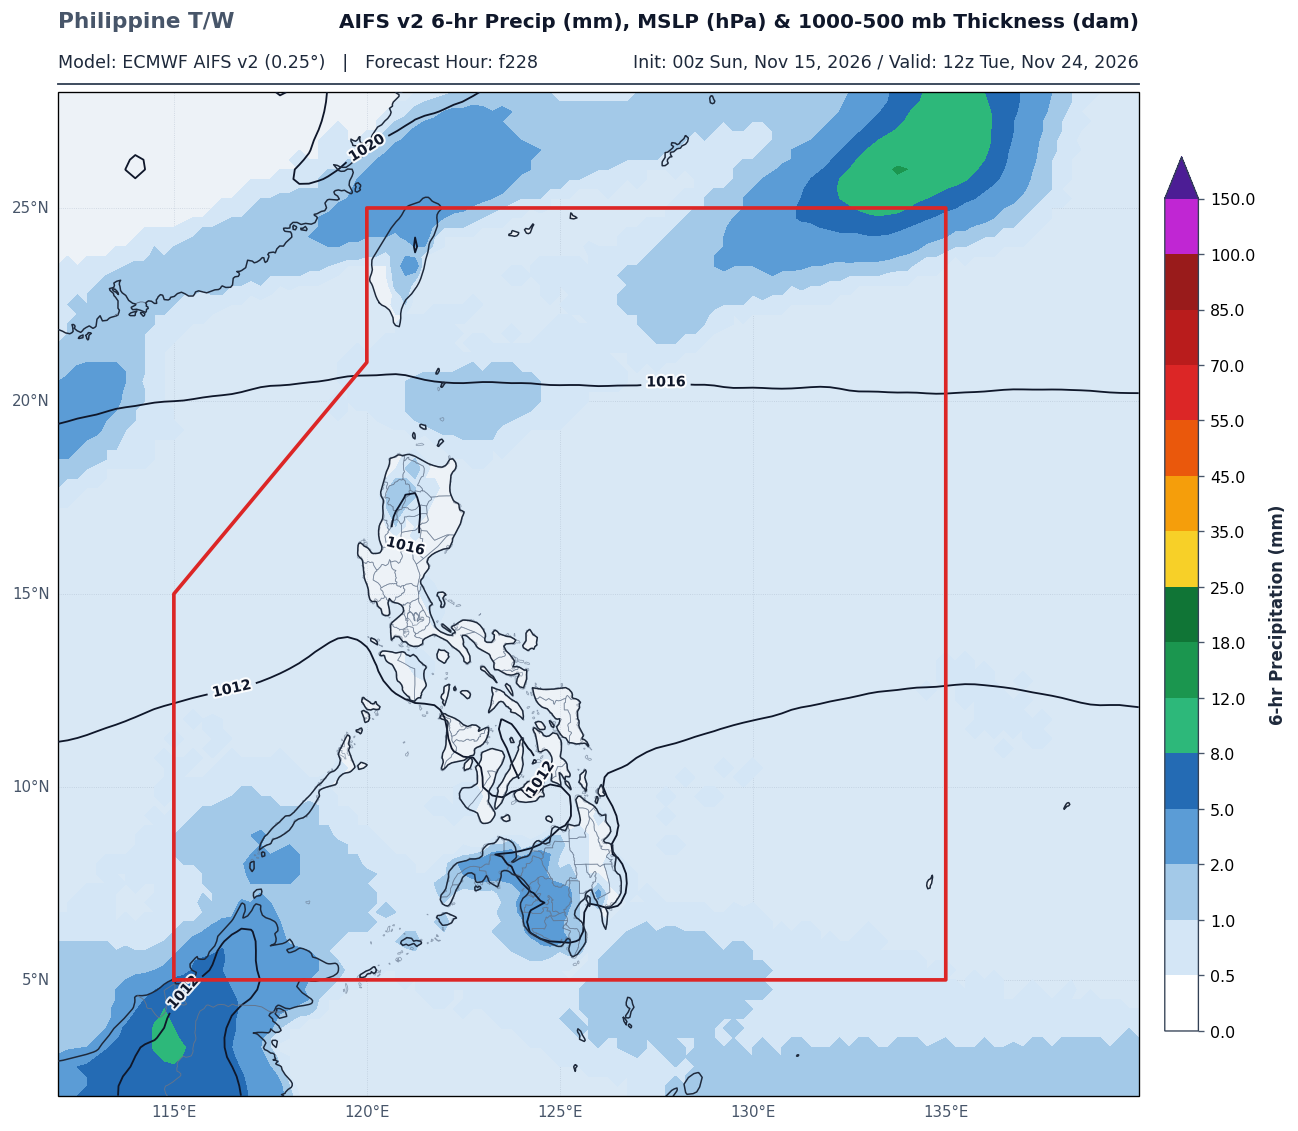 Philippine T/W
AIFS v2 6-hr Precip (mm), MSLP (hPa) & 1000-500 mb Thickness (dam)
Model: ECMWF AIFS v2 (0.25°) | Forecast Hour: f228
Init: 00z Sun, Nov 15, 2026 / Valid: 12z Tue, Nov 24, 2026
1020
25°N
1016
20°N
1016
15°N
1012
1012
10°N
5°N
1012
115°E
120°E
125°E
130°E
135°E
150.0
100.0
85.0
70.0
55.0
45.0
35.0
25.0
18.0
12.0
8.0
5.0
2.0
1.0
0.5
0.0
6-hr Precipitation (mm)